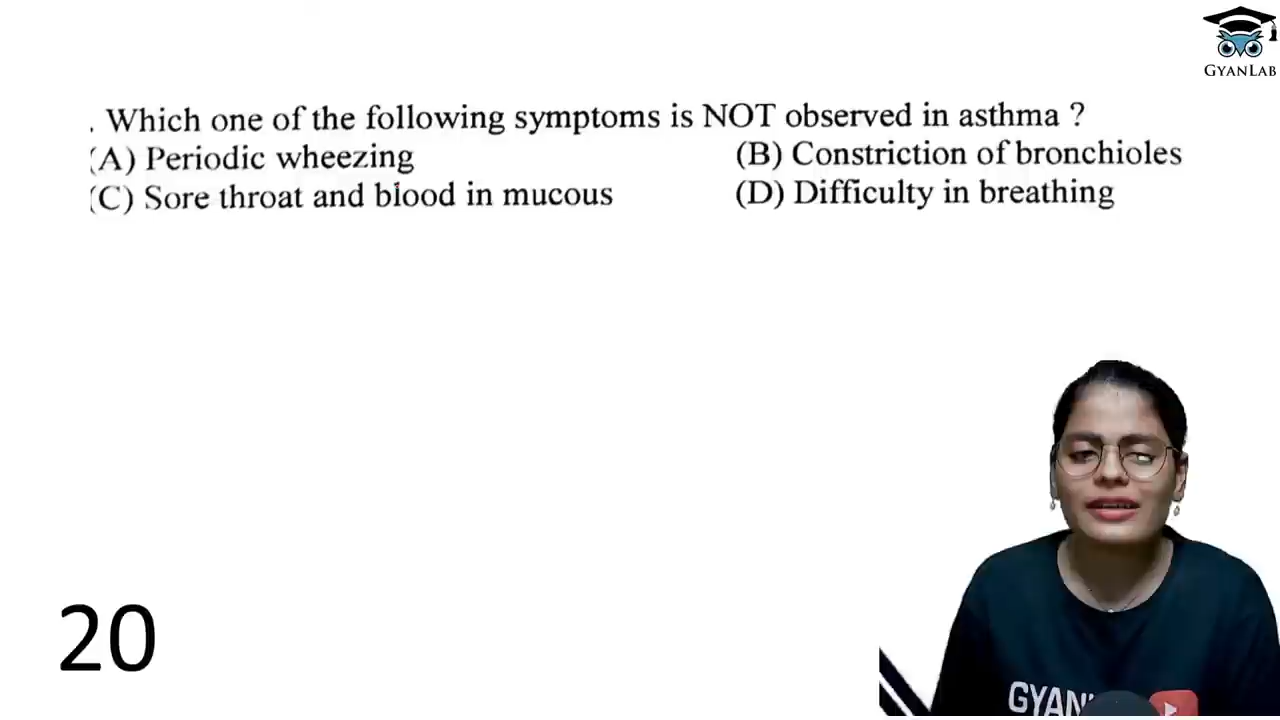 GYANLAB
. Which one of the following symptoms is NOT observed in asthma ?
(A) Periodic wheezing (B) Constriction of bronchioles
(C) Sore throat and blood in mucous (D) Difficulty in breathing
20
GYAN